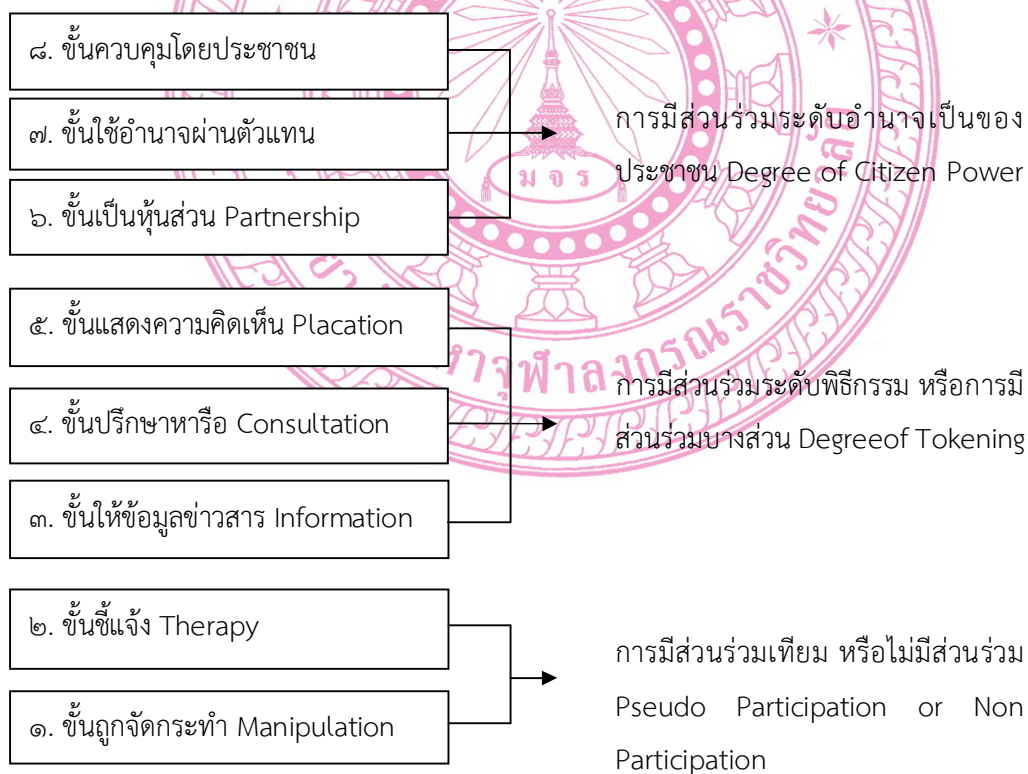 ๘. ขั้นควบคุมโดยประชาชน
๗. ขั้นใช้อำนาจผ่านตัวแทน
๖. ขั้นเป็นหุ้นส่วน Partnership
การมีส่วนร่วมระดับอำนาจเป็นของ
ประชาชน Degree of Citizen Power
๕. ขั้นแสดงความคิดเห็น Placation
๔. ขั้นปรึกษาหารือ Consultation
๓. ขั้นให้ข้อมูลข่าวสาร Information
การมีส่วนร่วมระดับพิธีกรรม หรือการมี
ส่วนร่วมบางส่วน Degreeof Tokening
๒. ขั้นชี้แจ้ง Therapy
๑. ขั้นถูกจัดกระทำ Manipulation
การมีส่วนร่วมเทียม หรือไม่มีส่วนร่วม
Pseudo Participation or Non
Participation
ม จ ร